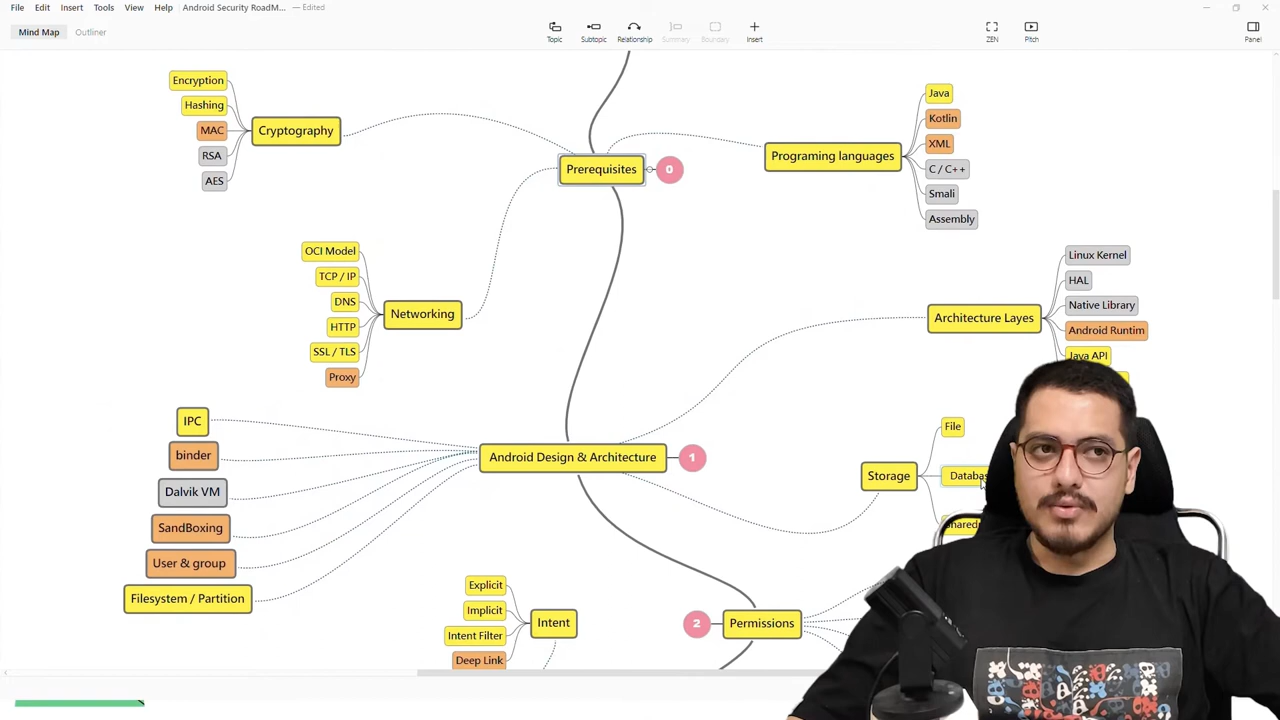 File Edit Insert Tools View Help Android Security RoadM... — Edited
Mind Map Outliner
Topic Subtopic Relationship Summary Boundary Insert ZEN Pitch Panel
Encryption
Hashing
MAC
RSA
AES
Cryptography
Prerequisites
0
Programing languages
Java
Kotlin
XML
C / C++
Smali
Assembly
OCI Model
TCP / IP
DNS
HTTP
SSL / TLS
Proxy
Networking
Architecture Layes
Linux Kernel
HAL
Native Library
Android Runtim
Java API
IPC
binder
Dalvik VM
SandBoxing
User & group
Filesystem / Partition
Android Design & Architecture
1
Storage
File
Explicit
Implicit
Intent Filter
Deep Link
Intent
2
Permissions